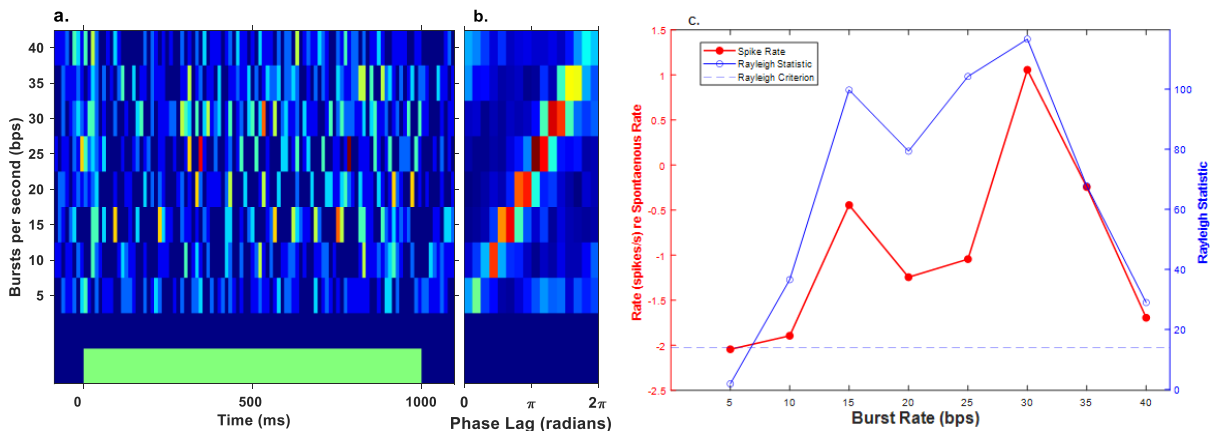 a.
b.
c.
40
35
30
25
20
15
10
5
Bursts per second (bps)
0
500
1000
Time (ms)
0
π
2π
Phase Lag (radians)
Spike Rate
Rayleigh Statistic
Rayleigh Criterion
1.5
1
0.5
0
-0.5
-1
-1.5
-2
-2.5
Rate (spikes/s) re Spontaenous Rate
5
10
15
20
25
30
35
40
Burst Rate (bps)
100
80
60
40
20
0
Rayleigh Statistic